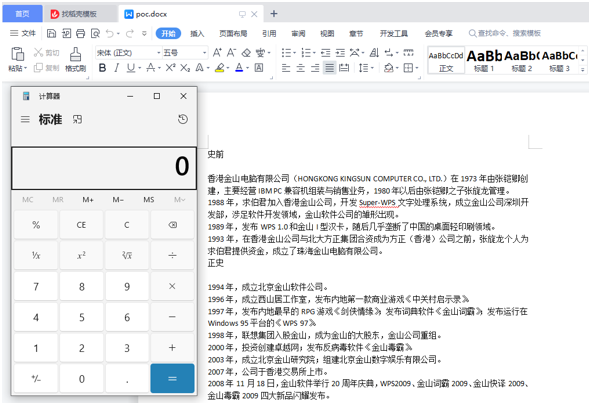 首页 找稻壳模板 poc.docx +
文件 开始 插入 页面布局 引用 审阅 视图 章节 开发工具 会员专享 查找命令、搜索模板
粘贴 剪切 复制 格式刷 宋体 (正文) 五号 AaBbCcDd 正文 AaBb 标题 1 AaBb( 标题 2 AaBbC( 标题 3
B I U A
计算器
标准
0
MC MR M+ M− MS M
% CE C
¹/x x² ²√x ÷
7 8 9 ×
4 5 6 −
1 2 3 +
+/− 0 . =
史前
香港金山电脑有限公司（HONGKONG KINGSUN COMPUTER CO., LTD.）在 1973 年由张铠卿创
建，主要经营 IBM PC 兼容机组装与销售业务，1980 年以后由张铠卿之子张旋龙管理。
1988 年，求伯君加入香港金山公司，开发 Super-WPS 文字处理系统，成立金山公司深圳开
发部，涉足软件开发领域，金山软件公司的雏形出现。
1989 年，发布 WPS 1.0 和金山 I 型汉卡，随后几乎垄断了中国的桌面轻印刷领域。
1993 年，在香港金山公司与北大方正集团合资成为方正（香港）公司之前，张旋龙个人为
求伯君提供资金，成立了珠海金山电脑公司。
正史
1994 年，成立北京金山软件公司。
1996 年，成立西山居工作室，发布内地第一款商业游戏《中关村启示录》。
1997 年，发布内地最早的 RPG 游戏《剑侠情缘》；发布词典软件《金山词霸》；发布运行在
Windows 95 平台的《WPS 97》。
1998 年，联想集团入股金山，成为金山的大股东，金山公司重组。
2000 年，投资创建卓越网；发布反病毒软件《金山毒霸》。
2003 年，成立北京金山研究院；组建北京金山数字娱乐有限公司。
2007 年，公司于香港交易所上市。
2008 年 11 月 18 日，金山软件举行 20 周年庆典，WPS2009、金山词霸 2009、金山快译 2009、
金山毒霸 2009 四大新品闪耀发布。